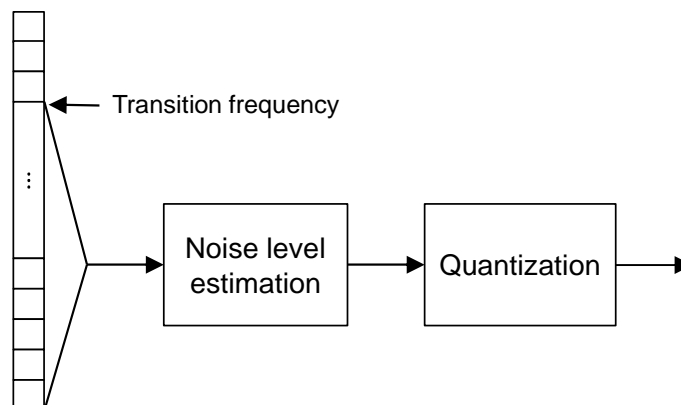 Transition frequency
...
Noise level
estimation
Quantization